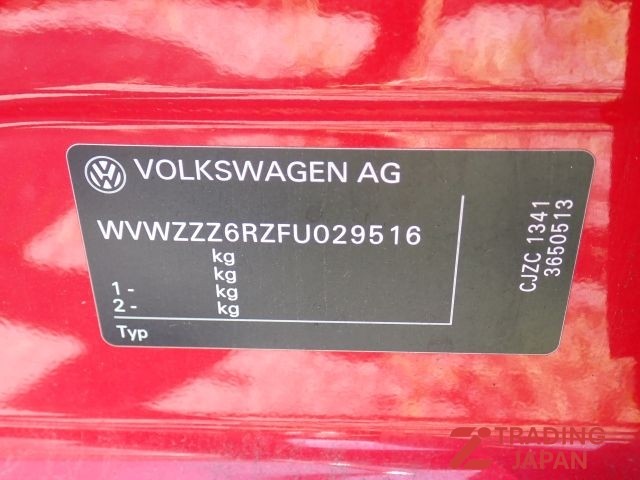 VOLKSWAGEN AG
WVWZZZ6RZFU029516
kg
kg
1 - kg
2 - kg
Typ
CJZC 1341
3650513
TRADING
JAPAN